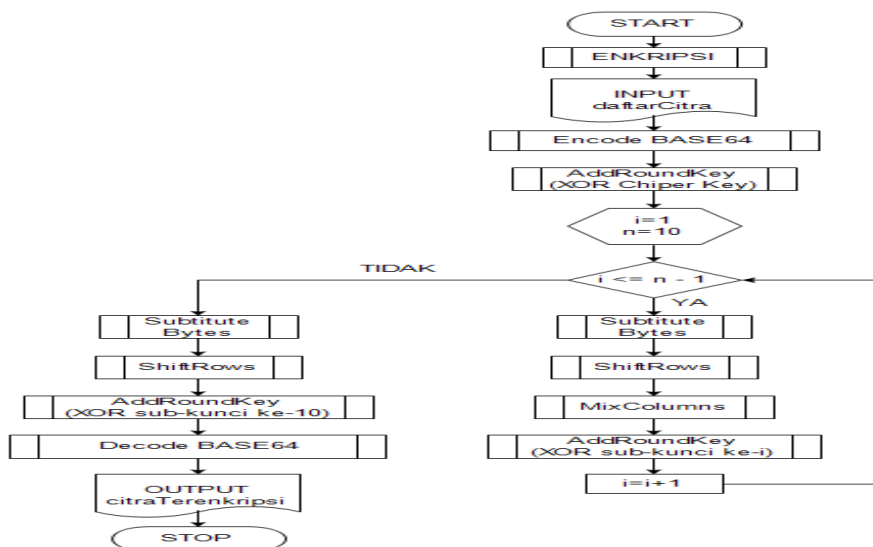 START
ENKRIPSI
INPUT
daftarCitra
Encode BASE64
AddRoundKey
(XOR Chiper Key)
i=1
n=10
i <= n - 1
TIDAK
YA
Subtitute
Bytes
ShiftRows
AddRoundKey
(XOR sub-kunci ke-10)
Decode BASE64
OUTPUT
citraTerenkripsi
STOP
Subtitute
Bytes
ShiftRows
MixColumns
AddRoundKey
(XOR sub-kunci ke-i)
i=i+1